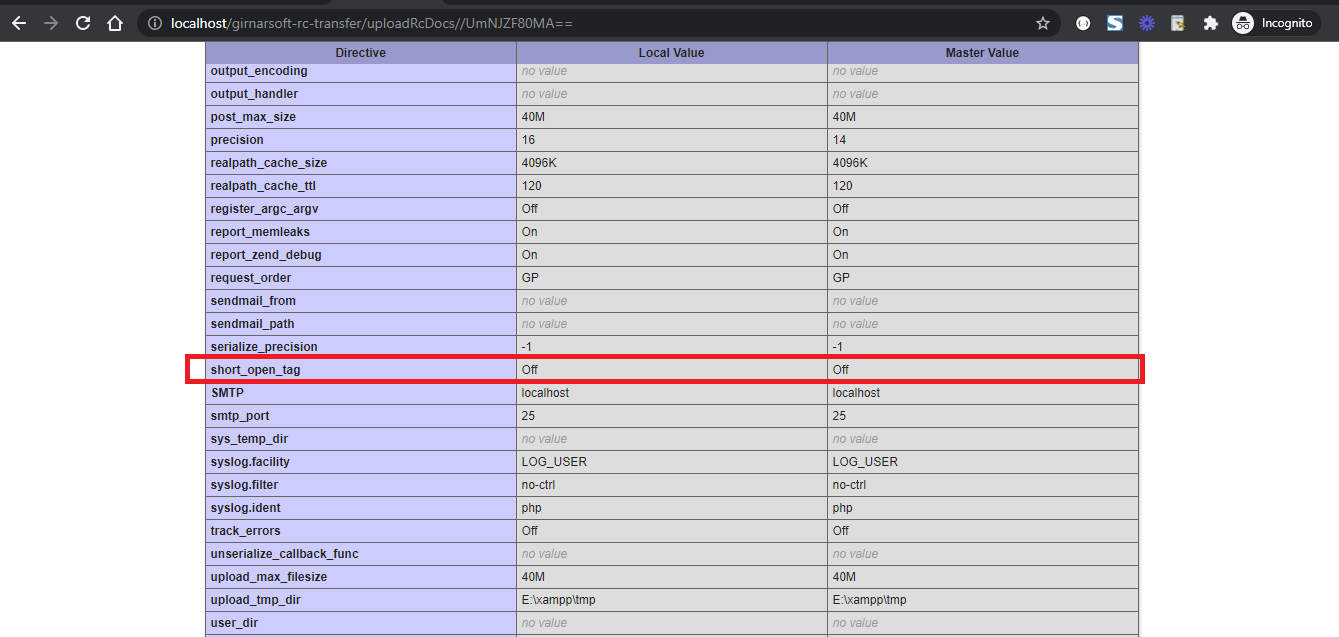 localhost/girnarsoft-rc-transfer/uploadRcDocs//UmNJZF80MA==
Incognito
Directive Local Value Master Value
output_encoding no value no value
output_handler no value no value
post_max_size 40M 40M
precision 16 14
realpath_cache_size 4096K 4096K
realpath_cache_ttl 120 120
register_argc_argv Off Off
report_memleaks On On
report_zend_debug On On
request_order GP GP
sendmail_from no value no value
sendmail_path no value no value
serialize_precision -1 -1
short_open_tag Off Off
SMTP localhost localhost
smtp_port 25 25
sys_temp_dir no value no value
syslog.facility LOG_USER LOG_USER
syslog.filter no-ctrl no-ctrl
syslog.ident php php
track_errors Off Off
unserialize_callback_func no value no value
upload_max_filesize 40M 40M
upload_tmp_dir E:\xampp\tmp E:\xampp\tmp
user_dir no value no value